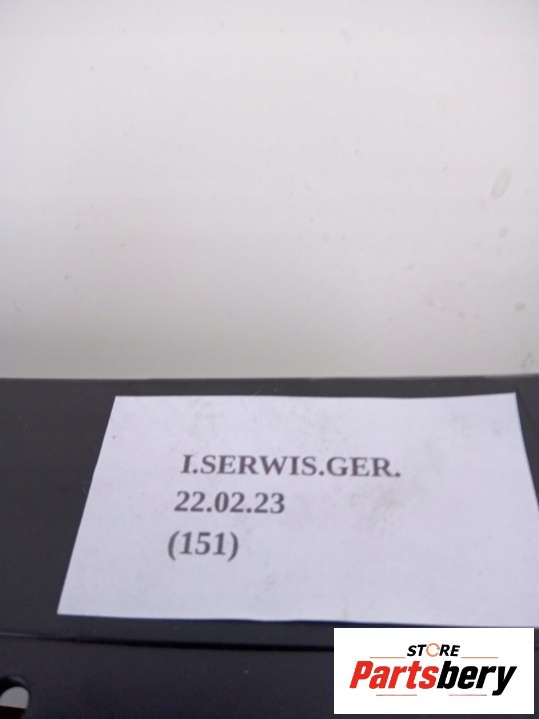 I.SERWIS.GER.
22.02.23
(151)
STORE
Partsbery